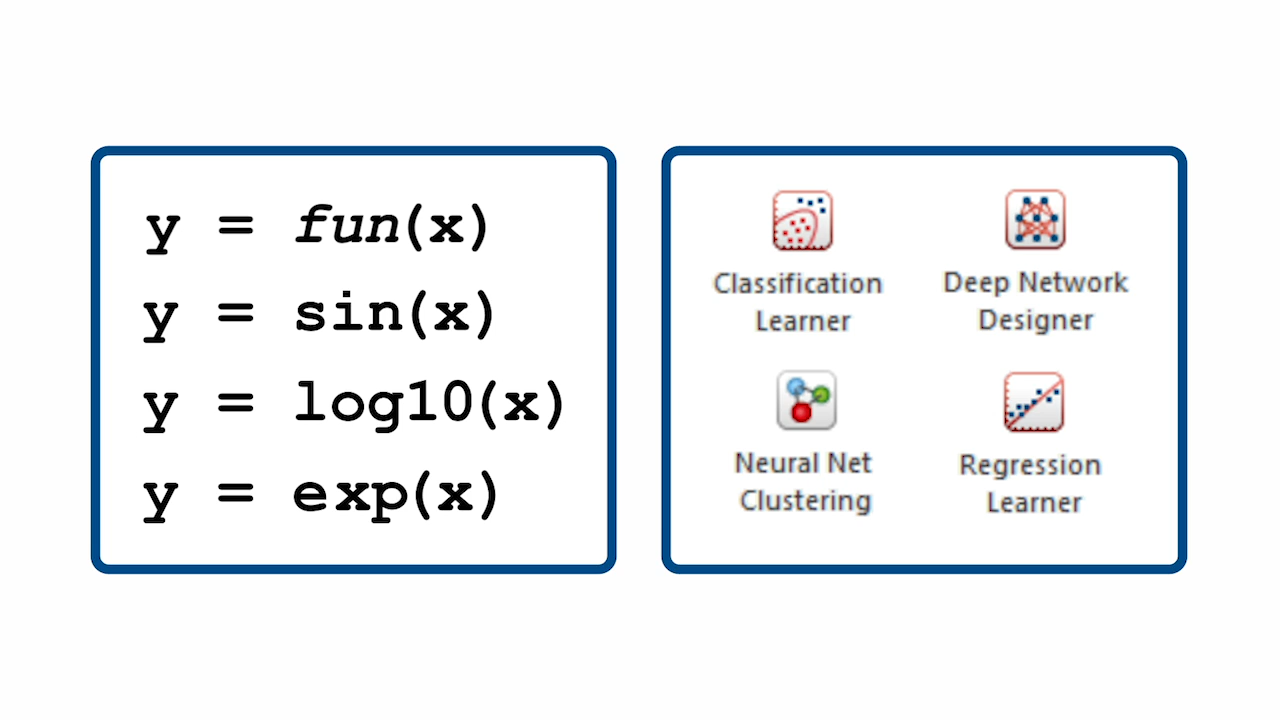 y = fun(x)
y = sin(x)
y = log10(x)
y = exp(x)
Classification
Learner
Deep Network
Designer
Neural Net
Clustering
Regression
Learner